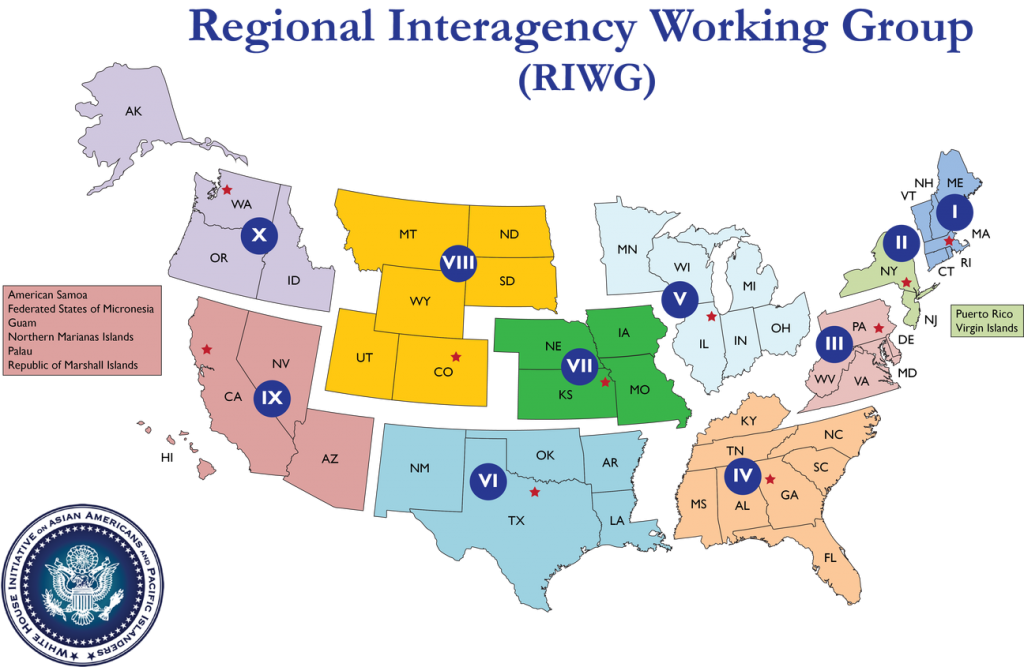 Regional Interagency Working Group
(RIWG)
AK
WA
OR
ID
X
MT
ND
SD
WY
UT
CO
VIII
MN
WI
MI
IL
IN
OH
V
NH
VT
ME
I
MA
RI
CT
II
NY
NJ
Puerto Rico
Virgin Islands
American Samoa
Federated States of Micronesia
Guam
Northern Marianas Islands
Palau
Republic of Marshall Islands
NV
CA
AZ
HI
IX
NE
IA
KS
MO
VII
PA
DE
MD
WV
VA
III
NM
OK
AR
TX
LA
VI
KY
TN
NC
SC
MS
AL
GA
FL
IV
WHITE HOUSE INITIATIVE ON ASIAN AMERICANS AND PACIFIC ISLANDERS